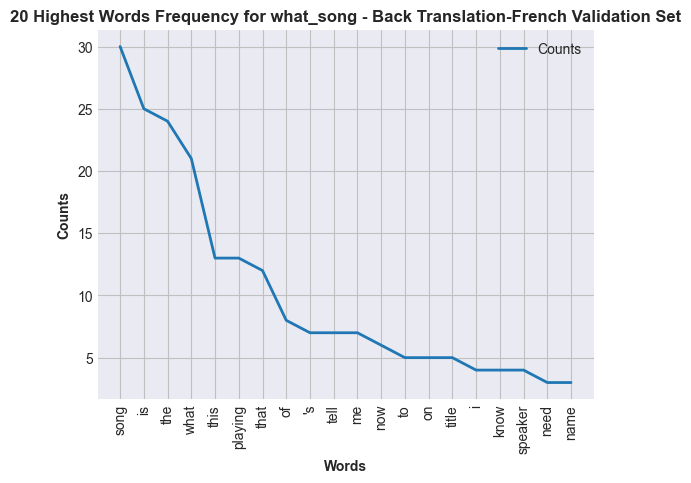 20 Highest Words Frequency for what_song - Back Translation-French Validation Set
Counts
30
25
20
15
10
5
Counts
song
is
the
what
this
playing
that
of
's
tell
me
now
to
on
title
i
know
speaker
need
name
Words